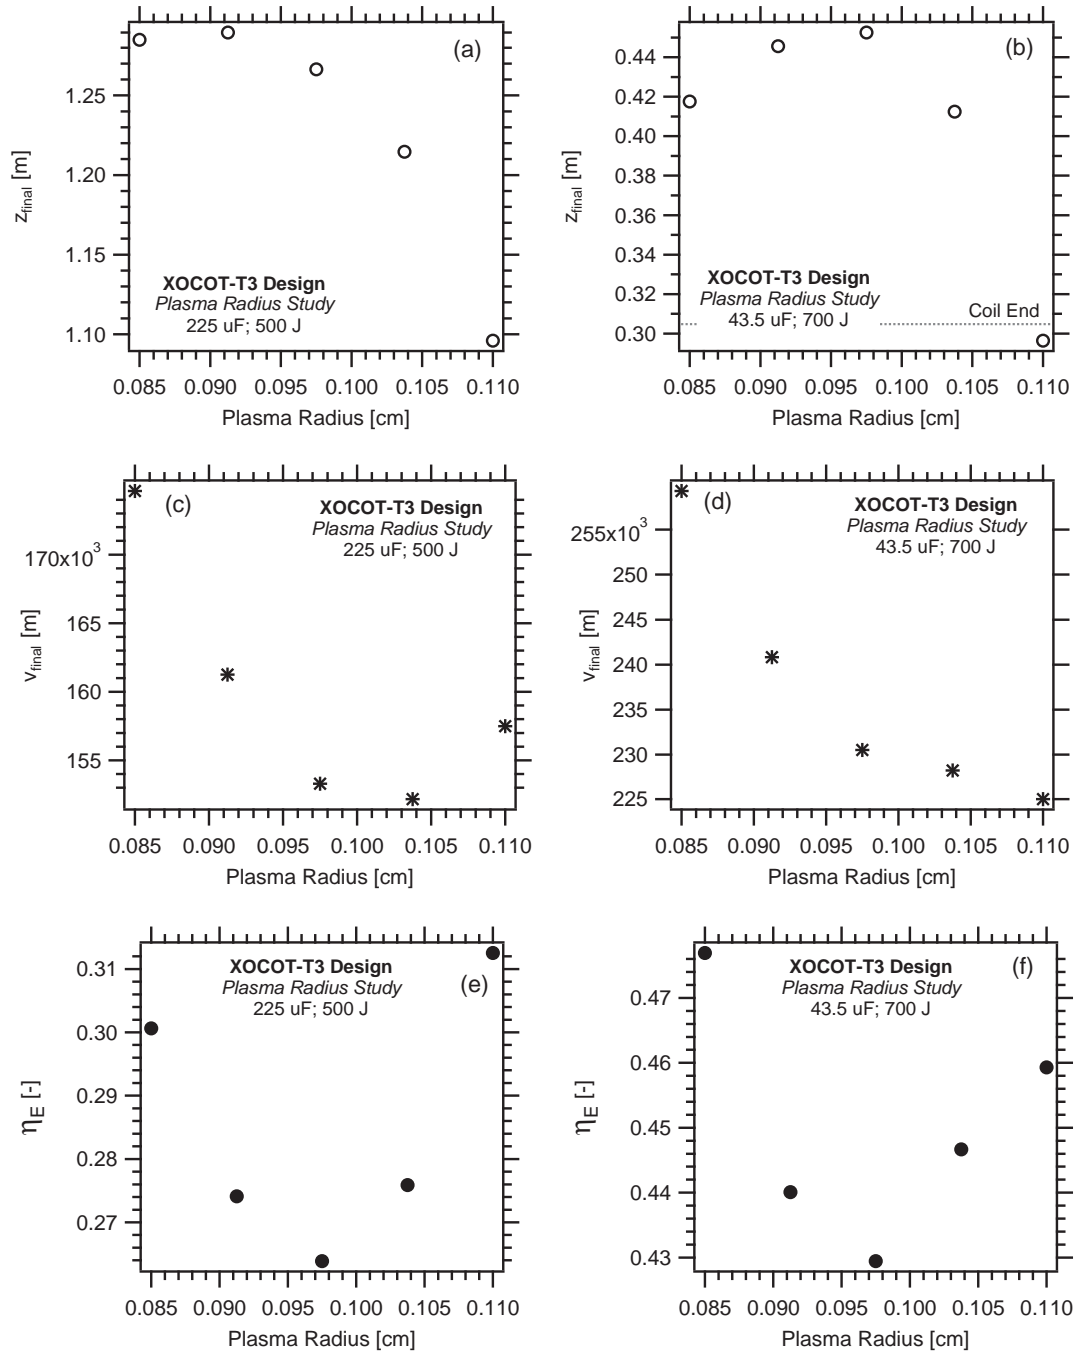 (a)
1.25
1.20
1.15
1.10
z_final [m]
XOCOT-T3 Design
Plasma Radius Study
225 uF; 500 J
0.085 0.090 0.095 0.100 0.105 0.110
Plasma Radius [cm]
(b)
0.44
0.42
0.40
0.38
0.36
0.34
0.32
0.30
z_final [m]
XOCOT-T3 Design
Plasma Radius Study
43.5 uF; 700 J
Coil End
0.085 0.090 0.095 0.100 0.105 0.110
Plasma Radius [cm]
(c)
170x10³
165
160
155
v_final [m]
XOCOT-T3 Design
Plasma Radius Study
225 uF; 500 J
0.085 0.090 0.095 0.100 0.105 0.110
Plasma Radius [cm]
(d)
255x10³
250
245
240
235
230
225
v_final [m]
XOCOT-T3 Design
Plasma Radius Study
43.5 uF; 700 J
0.085 0.090 0.095 0.100 0.105 0.110
Plasma Radius [cm]
(e)
0.31
0.30
0.29
0.28
0.27
η_E [-]
XOCOT-T3 Design
Plasma Radius Study
225 uF; 500 J
0.085 0.090 0.095 0.100 0.105 0.110
Plasma Radius [cm]
(f)
0.47
0.46
0.45
0.44
0.43
η_E [-]
XOCOT-T3 Design
Plasma Radius Study
43.5 uF; 700 J
0.085 0.090 0.095 0.100 0.105 0.110
Plasma Radius [cm]